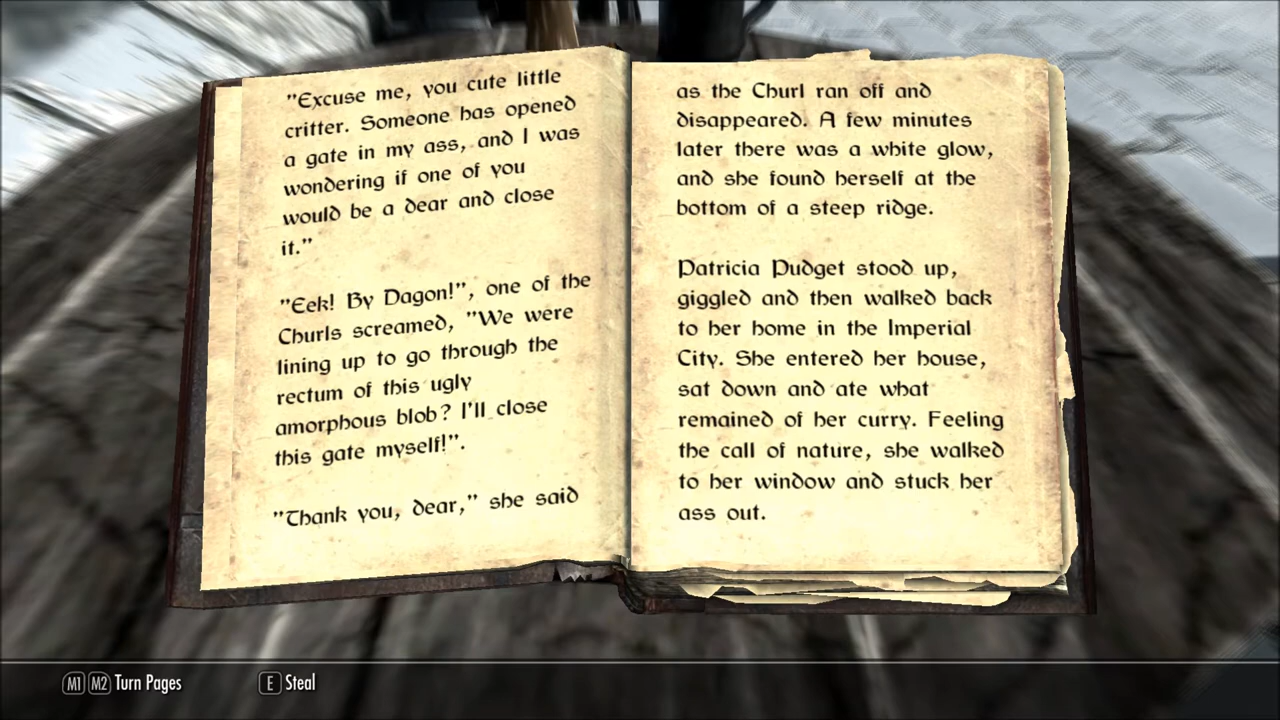 "Excuse me, you cute little
critter. Someone has opened
a gate in my ass, and I was
wondering if one of you
would be a dear and close
it."
"Eek! By Dagon!", one of the
Churls screamed, "We were
lining up to go through the
rectum of this ugly
amorphous blob? I'll close
this gate myself!".
"Thank you, dear," she said
as the Churl ran off and
disappeared. A few minutes
later there was a white glow,
and she found herself at the
bottom of a steep ridge.
Patricia Pudget stood up,
giggled and then walked back
to her home in the Imperial
City. She entered her house,
sat down and ate what
remained of her curry. Feeling
the call of nature, she walked
to her window and stuck her
ass out.
M1 M2 Turn Pages
E Steal